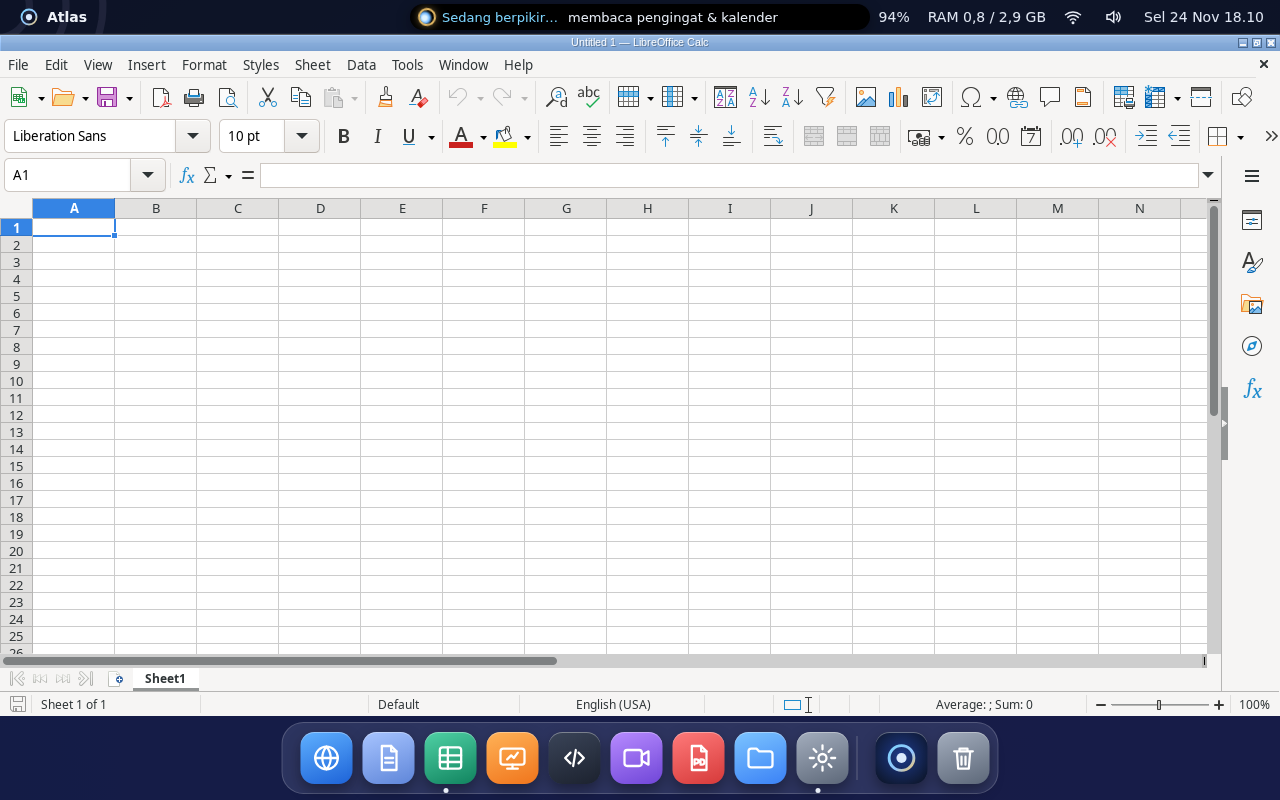 Atlas
Sedang berpikir… membaca pengingat & kalender
94% RAM 0,8 / 2,9 GB Sel 24 Nov 18.10
Untitled 1 — LibreOffice Calc
File Edit View Insert Format Styles Sheet Data Tools Window Help
Liberation Sans 10 pt
A1
A B C D E F G H I J K L M N
1
2
3
4
5
6
7
8
9
10
11
12
13
14
15
16
17
18
19
20
21
22
23
24
25
26
Sheet1
Sheet 1 of 1 Default English (USA) Average: ; Sum: 0 100%